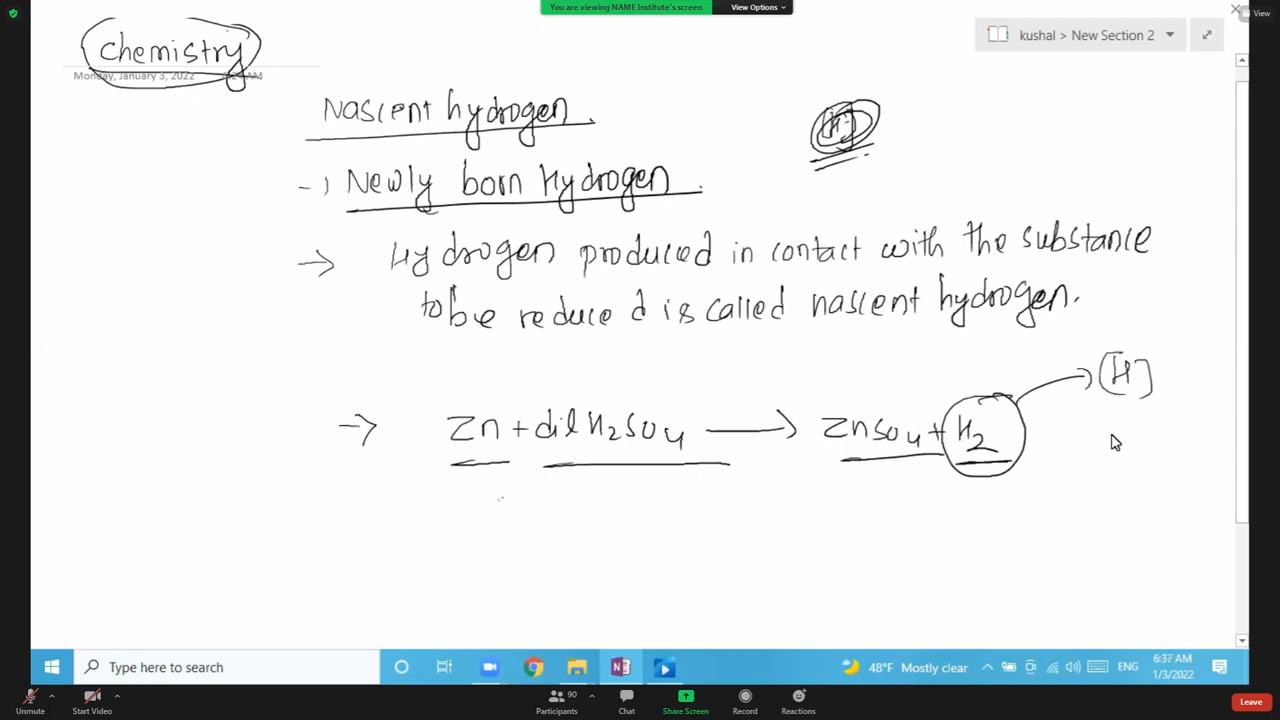 You are viewing NAME Institute's screen
View Options
View
kushal > New Section 2
Chemistry
Monday, January 3, 2022
AM
Nascent hydrogen.
-) Newly born Hydrogen.
[H]
→ Hydrogen produced in contact with the substance
to be reduced is called nascent hydrogen.
[H]
→ Zn + dil H₂SO₄ → ZnSO₄ + H₂
Type here to search
48°F Mostly clear
ENG
6:37 AM
1/3/2022
Unmute
Start Video
Participants
90
Chat
Share Screen
Record
Reactions
Leave